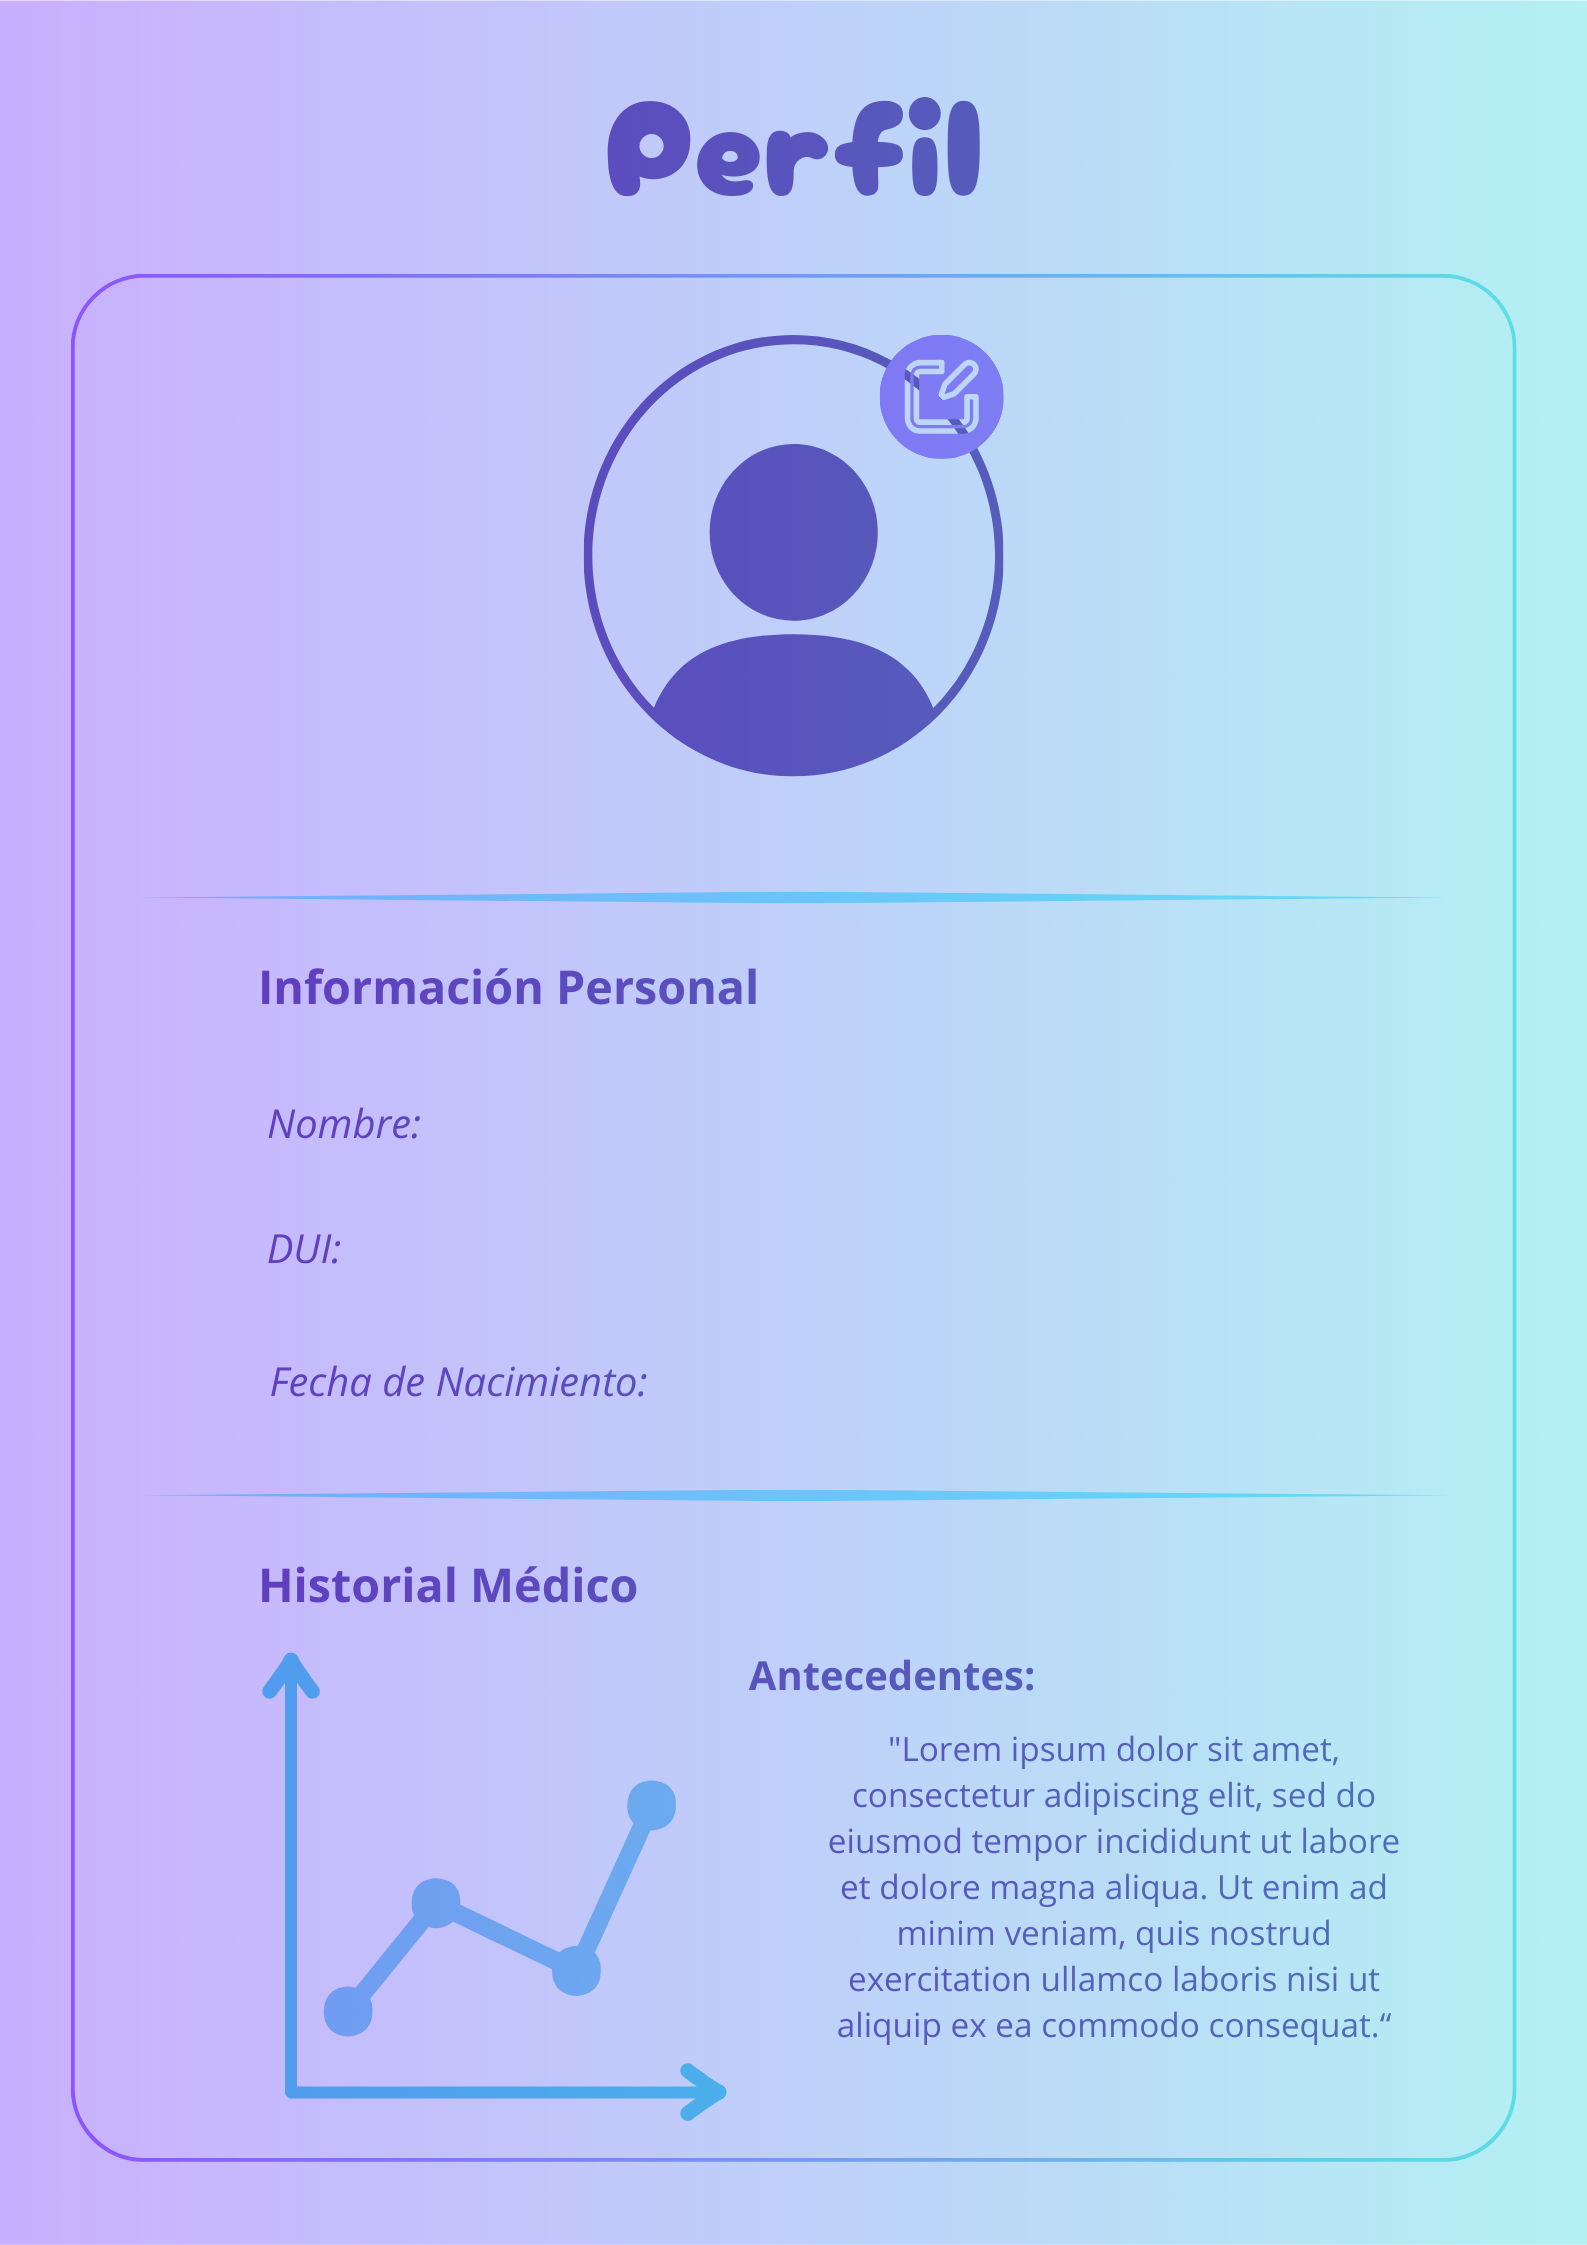 Perfil
Información Personal
Nombre:
DUI:
Fecha de Nacimiento:
Historial Médico
Antecedentes:
"Lorem ipsum dolor sit amet,
consectetur adipiscing elit, sed do
eiusmod tempor incididunt ut labore
et dolore magna aliqua. Ut enim ad
minim veniam, quis nostrud
exercitation ullamco laboris nisi ut
aliquip ex ea commodo consequat.“